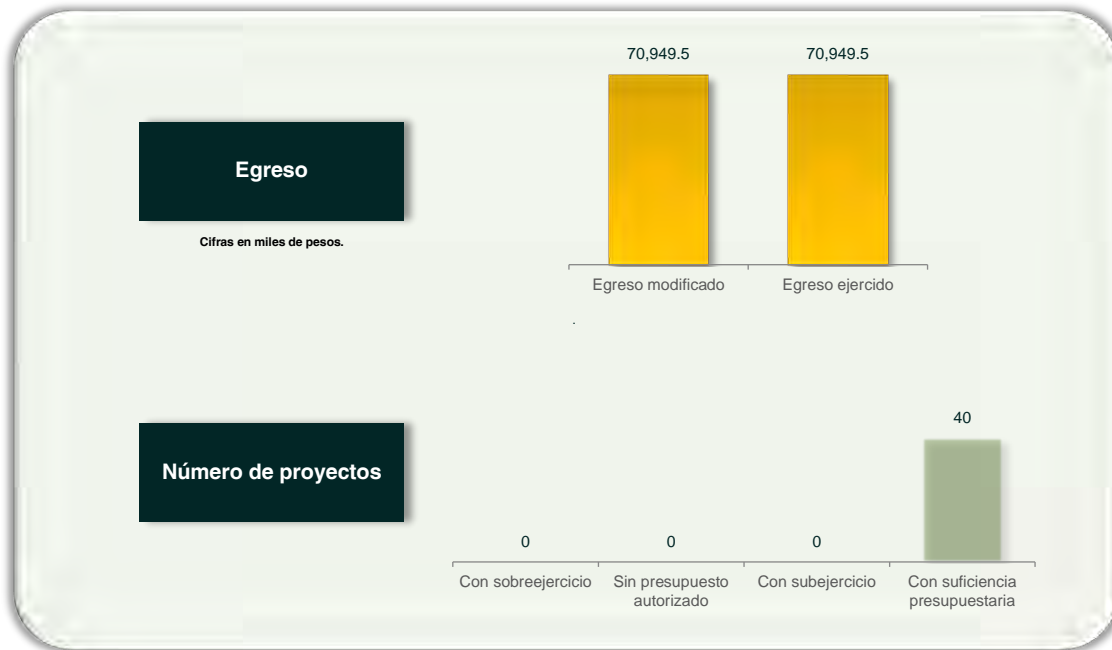 70,949.5 70,949.5
Egreso
Cifras en miles de pesos.
Egreso modificado Egreso ejercido
.
40
Número de proyectos
0 0 0
Con sobreejercicio Sin presupuesto autorizado Con subejercicio Con suficiencia presupuestaria